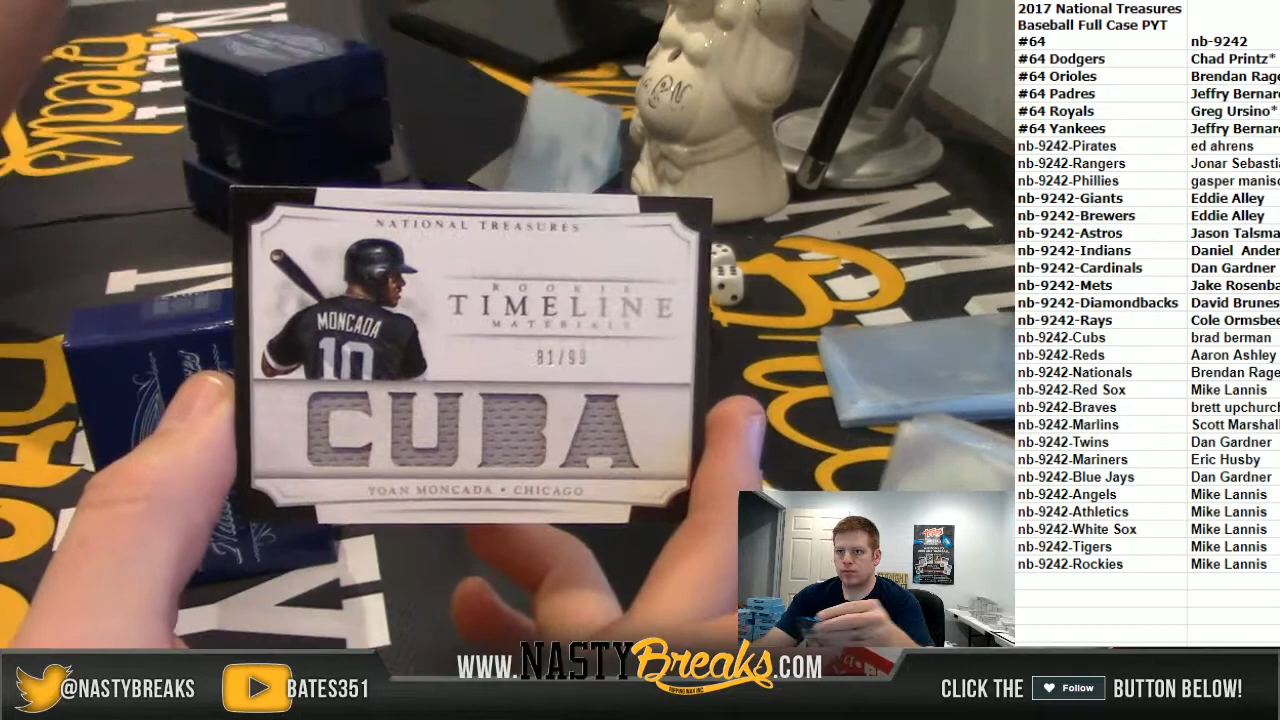 NATIONAL TREASURES
ROOKIE
TIMELINE
MATERIALS
81/99
MONCADA
10
CUBA
YOAN MONCADA • CHICAGO
2017 National Treasures
Baseball Full Case PYT
#64 nb-9242
#64 Dodgers Chad Printz*
#64 Orioles Brendan Rage
#64 Padres Jeffry Bernar
#64 Royals Greg Ursino*
#64 Yankees Jeffry Bernar
nb-9242-Pirates ed ahrens
nb-9242-Rangers Jonar Sebasti
nb-9242-Phillies gasper manis
nb-9242-Giants Eddie Alley
nb-9242-Brewers Eddie Alley
nb-9242-Astros Jason Talsma
nb-9242-Indians Daniel Ander
nb-9242-Cardinals Dan Gardner
nb-9242-Mets Jake Rosenba
nb-9242-Diamondbacks David Brunes
nb-9242-Rays Cole Ormsbee
nb-9242-Cubs brad berman
nb-9242-Reds Aaron Ashley
nb-9242-Nationals Brendan Rage
nb-9242-Red Sox Mike Lannis
nb-9242-Braves brett upchurch
nb-9242-Marlins Scott Marshall
nb-9242-Twins Dan Gardner
nb-9242-Mariners Eric Husby
nb-9242-Blue Jays Dan Gardner
nb-9242-Angels Mike Lannis
nb-9242-Athletics Mike Lannis
nb-9242-White Sox Mike Lannis
nb-9242-Tigers Mike Lannis
nb-9242-Rockies Mike Lannis
@NASTYBREAKS
BATES351
WWW.NASTYBreaks.COM
CLICK THE Follow BUTTON BELOW!